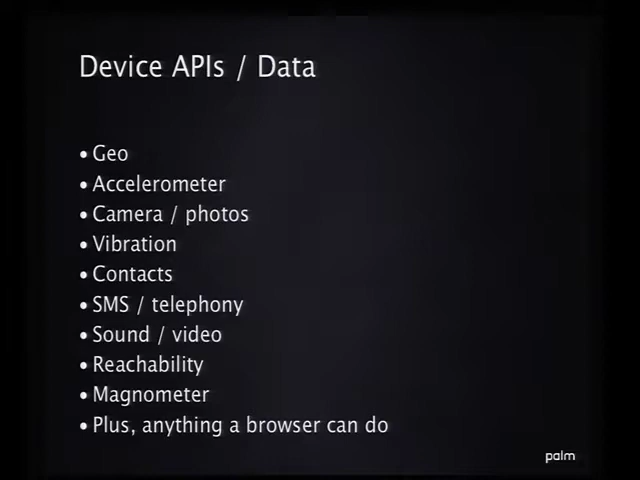 Device APIs / Data
• Geo
• Accelerometer
• Camera / photos
• Vibration
• Contacts
• SMS / telephony
• Sound / video
• Reachability
• Magnometer
• Plus, anything a browser can do
palm